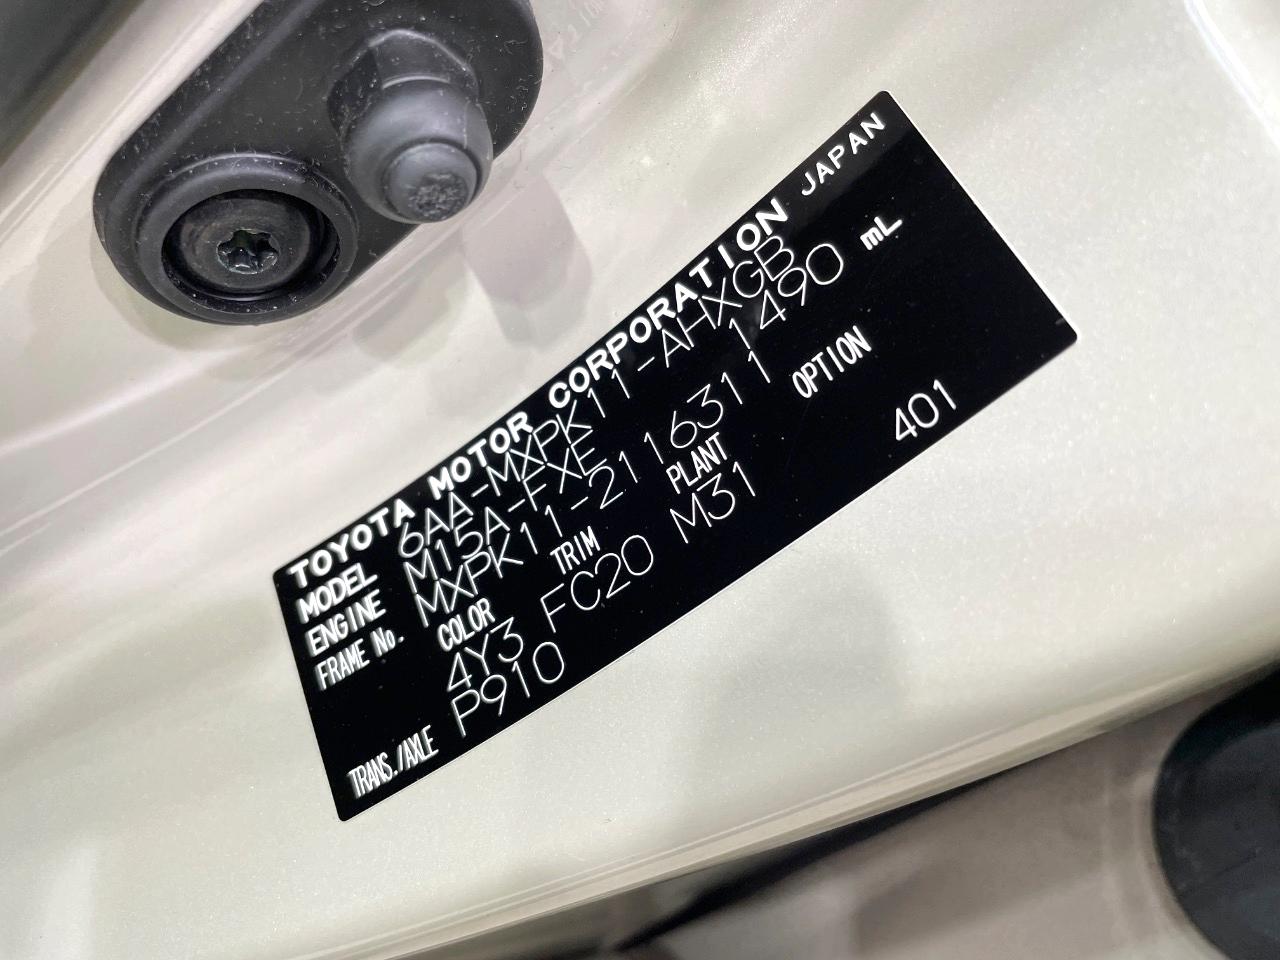 TOYOTA MOTOR CORPORATION JAPAN
MODEL 6AA-MXPK11-AHXGB
ENGINE M15A-FXE 1490 mL
FRAME No. MXPK11-2116311
COLOR TRIM PLANT OPTION
4Y3 FC20 M31 401
TRANS./AXLE P910